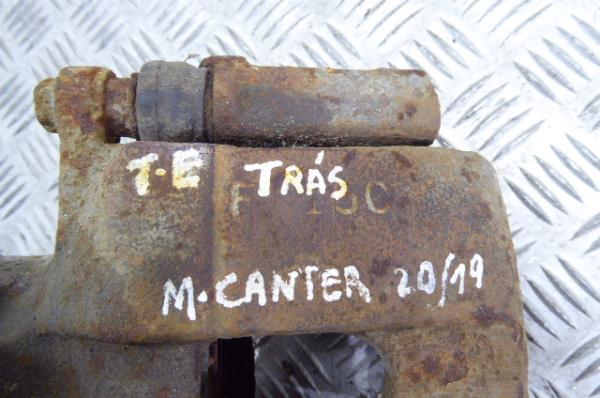 T.E TRÁS
M.CANTER 20/19